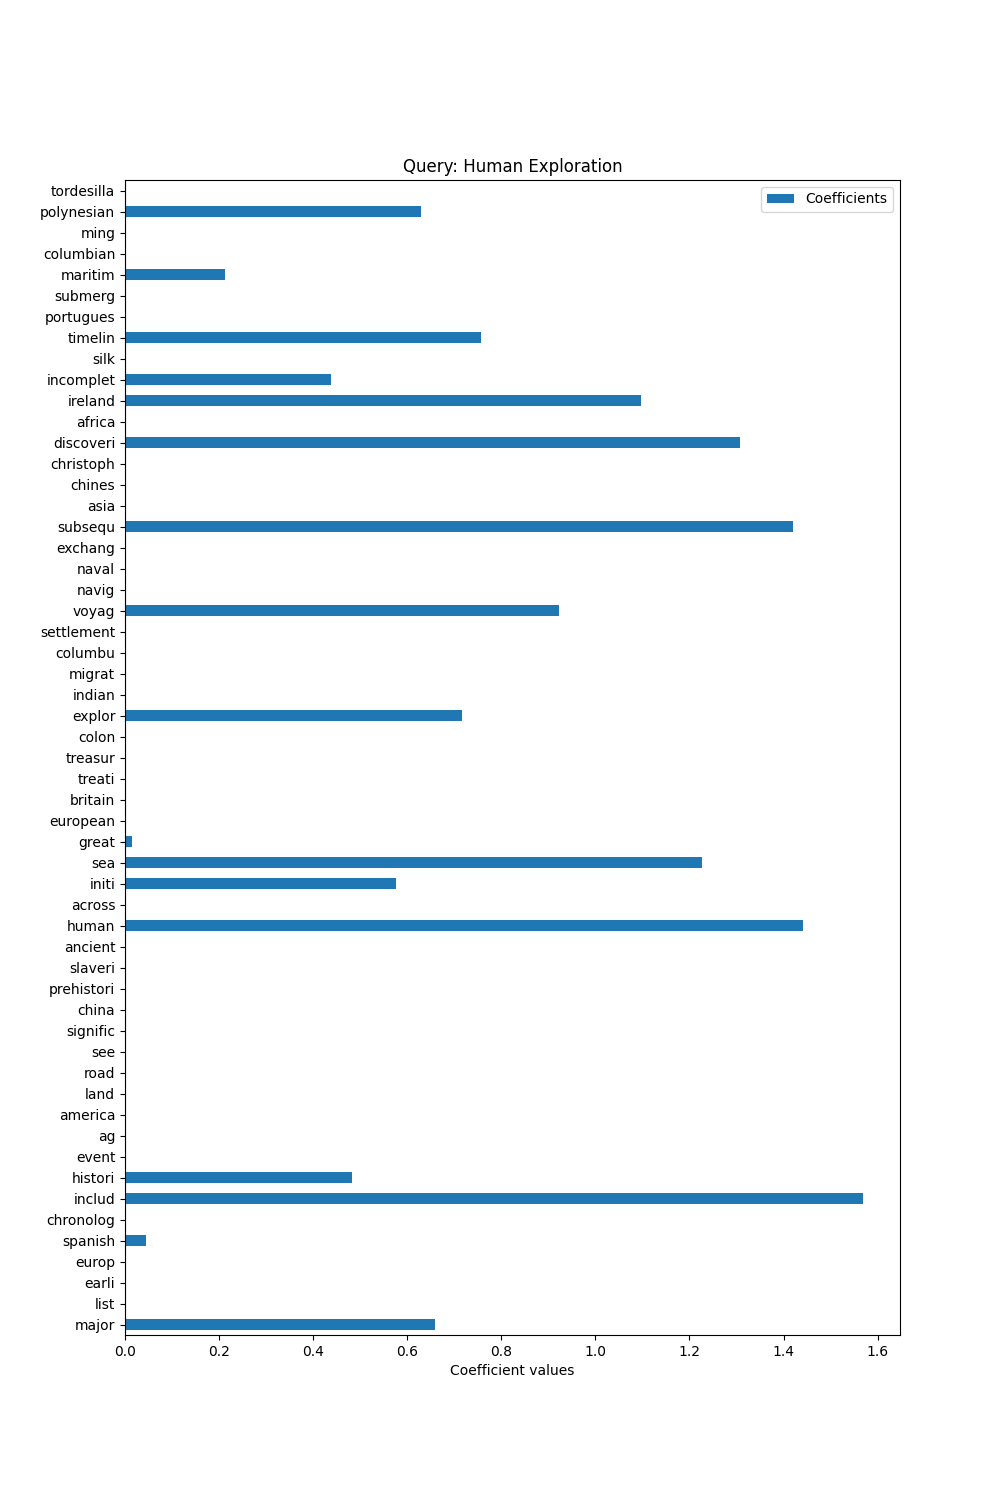 Query: Human Exploration
Coefficients
tordesilla
polynesian
ming
columbian
maritim
submerg
portugues
timelin
silk
incomplet
ireland
africa
discoveri
christoph
chines
asia
subsequ
exchang
naval
navig
voyag
settlement
columbu
migrat
indian
explor
colon
treasur
treati
britain
european
great
sea
initi
across
human
ancient
slaveri
prehistori
china
signific
see
road
land
america
ag
event
histori
includ
chronolog
spanish
europ
earli
list
major
0.0 0.2 0.4 0.6 0.8 1.0 1.2 1.4 1.6
Coefficient values